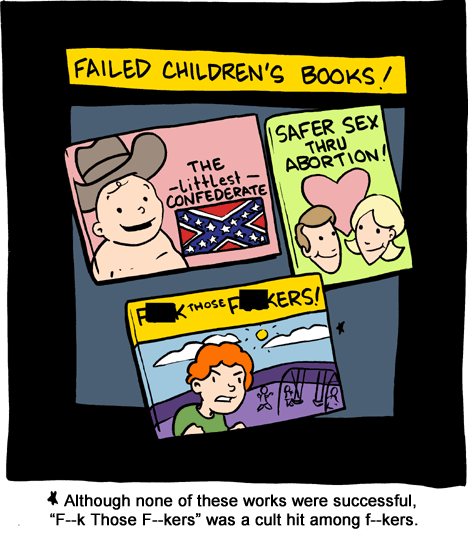 FAILED CHILDREN'S BOOKS!
THE
-LittLEST-
CONFEDERATE
SAFER SEX
THRU
ABORTION!
F K THOSE F KERS!
* Although none of these works were successful,
“F--k Those F--kers” was a cult hit among f--kers.